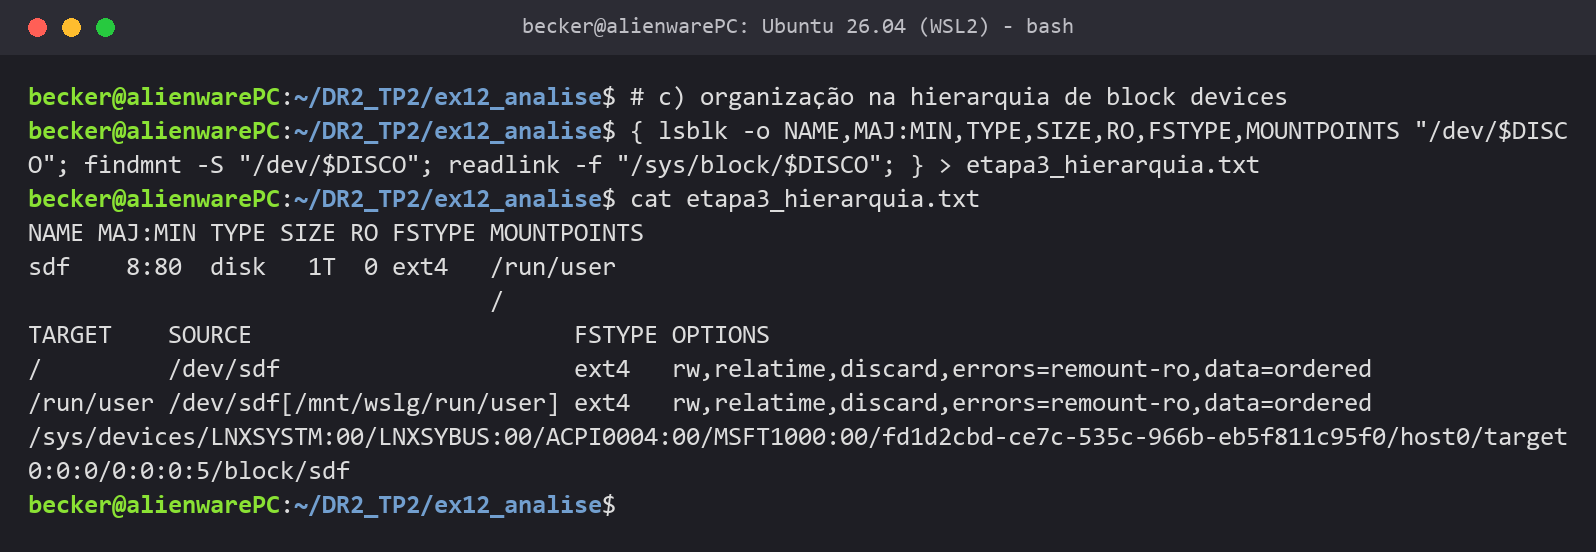 becker@alienwarePC: Ubuntu 26.04 (WSL2) - bash
becker@alienwarePC:~/DR2_TP2/ex12_analise$ # c) organização na hierarquia de block devices
becker@alienwarePC:~/DR2_TP2/ex12_analise$ { lsblk -o NAME,MAJ:MIN,TYPE,SIZE,RO,FSTYPE,MOUNTPOINTS "/dev/$DISC
O"; findmnt -S "/dev/$DISCO"; readlink -f "/sys/block/$DISCO"; } > etapa3_hierarquia.txt
becker@alienwarePC:~/DR2_TP2/ex12_analise$ cat etapa3_hierarquia.txt
NAME MAJ:MIN TYPE SIZE RO FSTYPE MOUNTPOINTS
sdf    8:80  disk   1T  0 ext4   /run/user
                                 /
TARGET    SOURCE                       FSTYPE OPTIONS
/         /dev/sdf                     ext4   rw,relatime,discard,errors=remount-ro,data=ordered
/run/user /dev/sdf[/mnt/wslg/run/user] ext4   rw,relatime,discard,errors=remount-ro,data=ordered
/sys/devices/LNXSYSTM:00/LNXSYBUS:00/ACPI0004:00/MSFT1000:00/fd1d2cbd-ce7c-535c-966b-eb5f811c95f0/host0/target
0:0:0/0:0:0:5/block/sdf
becker@alienwarePC:~/DR2_TP2/ex12_analise$